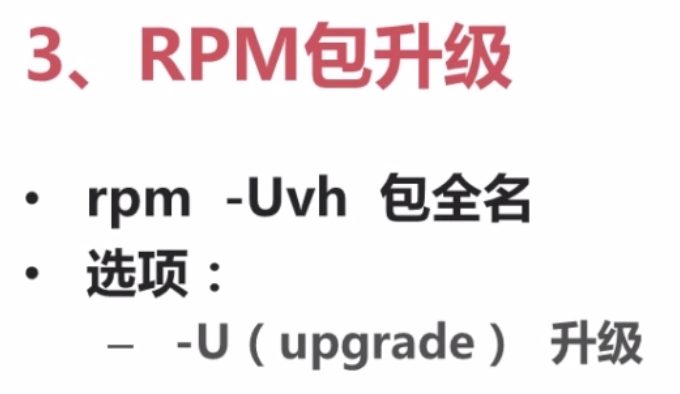 3、RPM包升级
• rpm -Uvh 包全名
• 选项：
– -U（upgrade） 升级